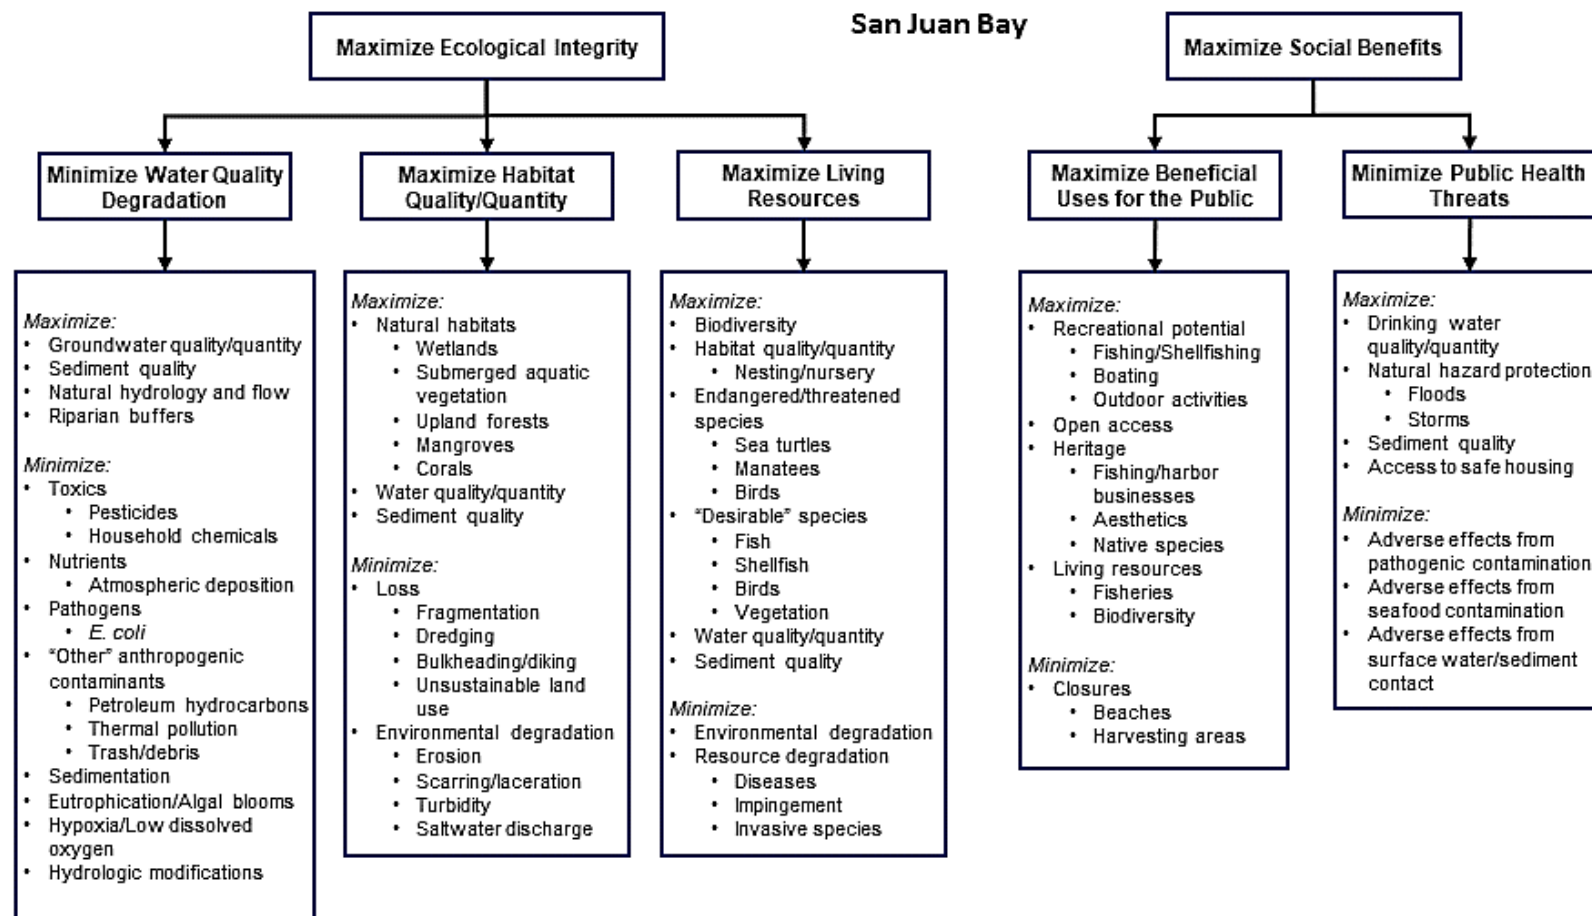 San Juan Bay
Maximize Ecological Integrity
Maximize Social Benefits
Minimize Water Quality
Degradation
Maximize Habitat
Quality/Quantity
Maximize Living
Resources
Maximize Beneficial
Uses for the Public
Minimize Public Health
Threats
Maximize:
• Groundwater quality/quantity
• Sediment quality
• Natural hydrology and flow
• Riparian buffers
Minimize:
• Toxics
• Pesticides
• Household chemicals
• Nutrients
• Atmospheric deposition
• Pathogens
• E. coli
• “Other” anthropogenic
contaminants
• Petroleum hydrocarbons
• Thermal pollution
• Trash/debris
• Sedimentation
• Eutrophication/Algal blooms
• Hypoxia/Low dissolved
oxygen
• Hydrologic modifications
Maximize:
• Natural habitats
• Wetlands
• Submerged aquatic
vegetation
• Upland forests
• Mangroves
• Corals
• Water quality/quantity
• Sediment quality
Minimize:
• Loss
• Fragmentation
• Dredging
• Bulkheading/diking
• Unsustainable land
use
• Environmental degradation
• Erosion
• Scarring/laceration
• Turbidity
• Saltwater discharge
Maximize:
• Biodiversity
• Habitat quality/quantity
• Nesting/nursery
• Endangered/threatened
species
• Sea turtles
• Manatees
• Birds
• “Desirable” species
• Fish
• Shellfish
• Birds
• Vegetation
• Water quality/quantity
• Sediment quality
Minimize:
• Environmental degradation
• Resource degradation
• Diseases
• Impingement
• Invasive species
Maximize:
• Recreational potential
• Fishing/Shellfishing
• Boating
• Outdoor activities
• Open access
• Heritage
• Fishing/harbor
businesses
• Aesthetics
• Native species
• Living resources
• Fisheries
• Biodiversity
Minimize:
• Closures
• Beaches
• Harvesting areas
Maximize:
• Drinking water
quality/quantity
• Natural hazard protection
• Floods
• Storms
• Sediment quality
• Access to safe housing
Minimize:
• Adverse effects from
pathogenic contamination
• Adverse effects from
seafood contamination
• Adverse effects from
surface water/sediment
contact